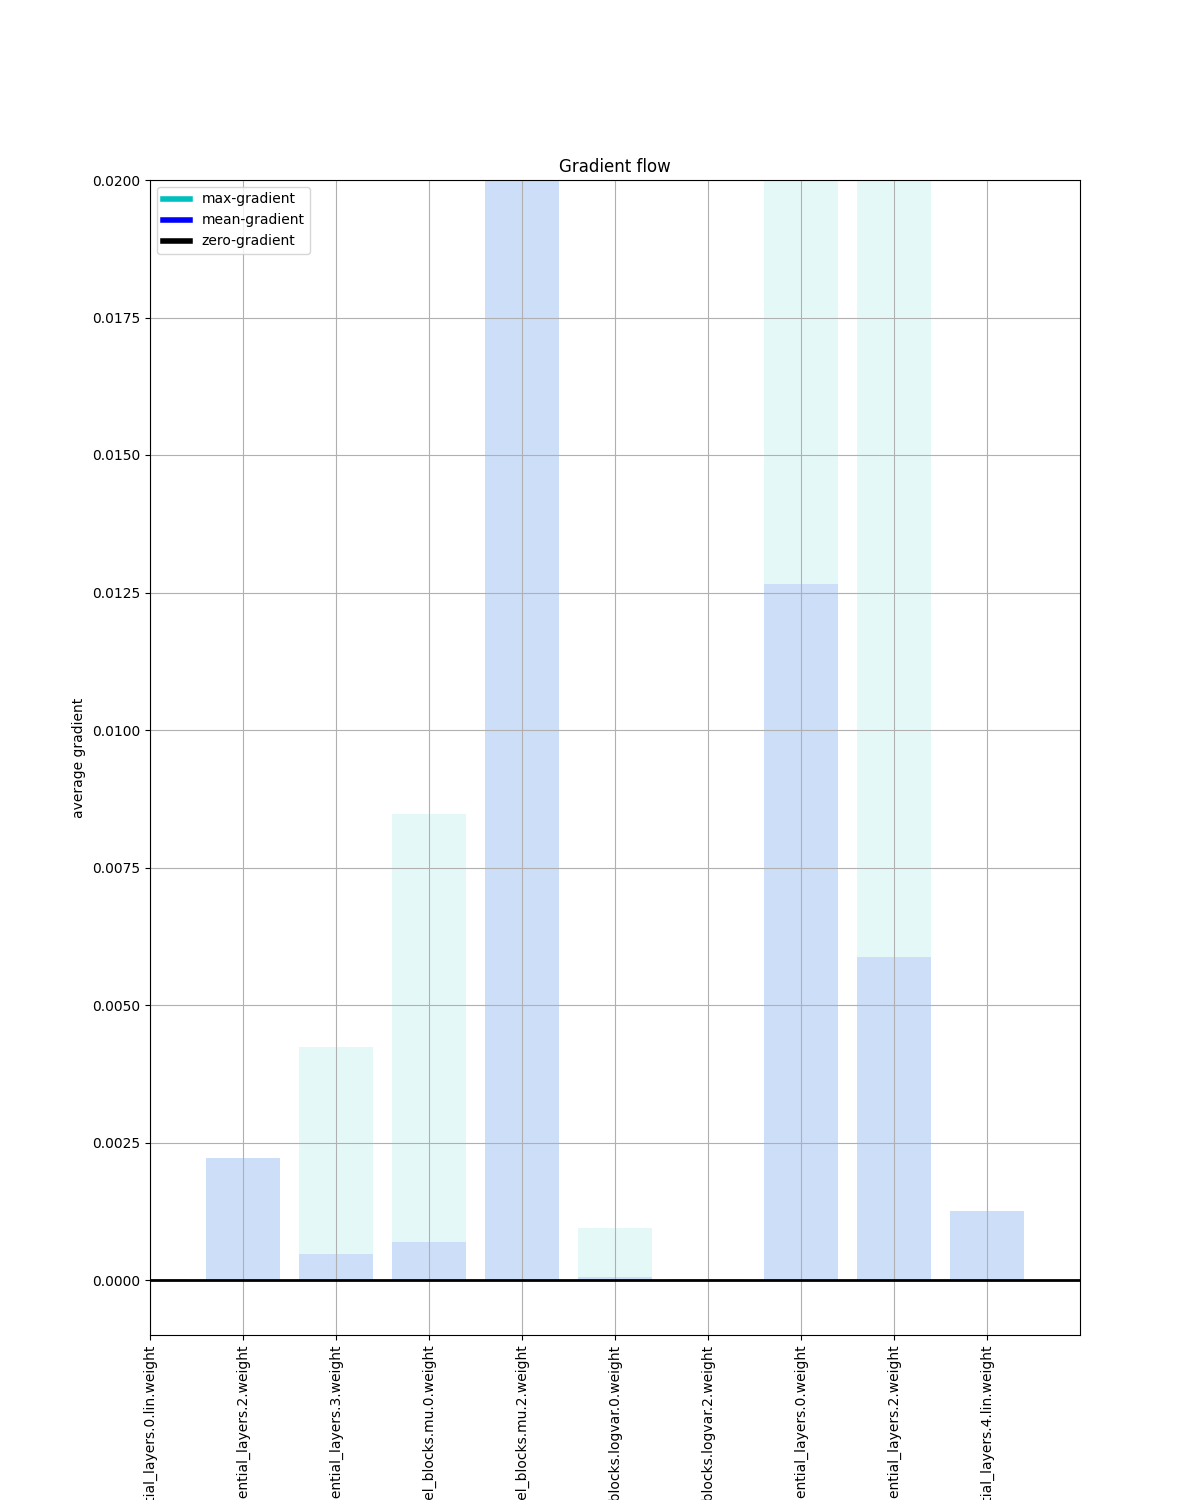 Gradient flow
max-gradient
mean-gradient
zero-gradient
average gradient
0.0200
0.0175
0.0150
0.0125
0.0100
0.0075
0.0050
0.0025
0.0000
tial_layers.0.lin.weight
ential_layers.2.weight
ential_layers.3.weight
el_blocks.mu.0.weight
el_blocks.mu.2.weight
blocks.logvar.0.weight
blocks.logvar.2.weight
ential_layers.0.weight
ential_layers.2.weight
tial_layers.4.lin.weight